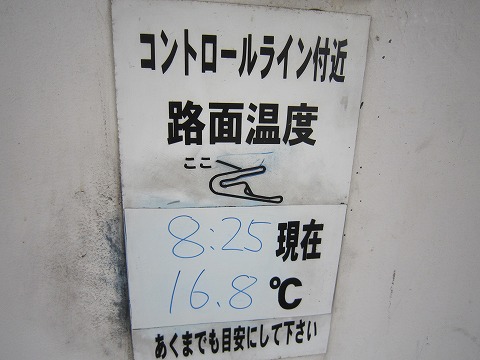 コントロールライン付近
路面温度
ここ
8:25 現在
16.8 ℃
あくまでも目安にして下さい